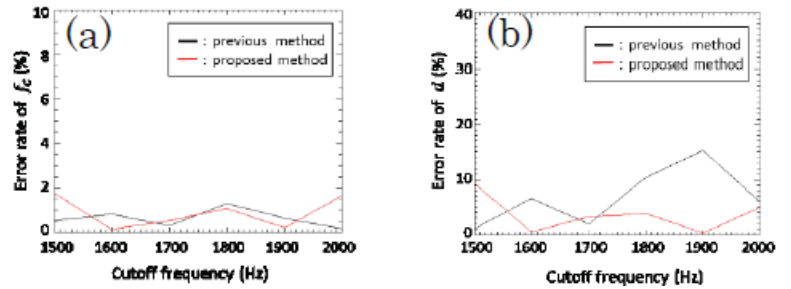 (a)
: previous method
: proposed method
Error rate of f_c (%)
10
8
6
4
2
0
1500 1600 1700 1800 1900 2000
Cutoff frequency (Hz)
(b)
: previous method
: proposed method
Error rate of d (%)
40
30
20
10
0
1500 1600 1700 1800 1900 2000
Cutoff frequency (Hz)